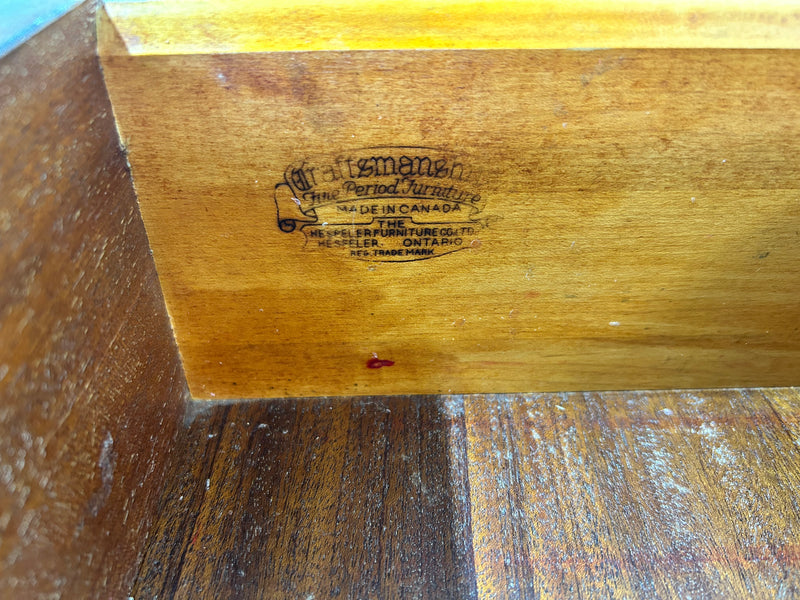 Craftsmanship
Fine Period Furniture
MADE IN CANADA
THE
HESPELER FURNITURE CO. LTD.
HESPELER. ONTARIO
REG. TRADE MARK